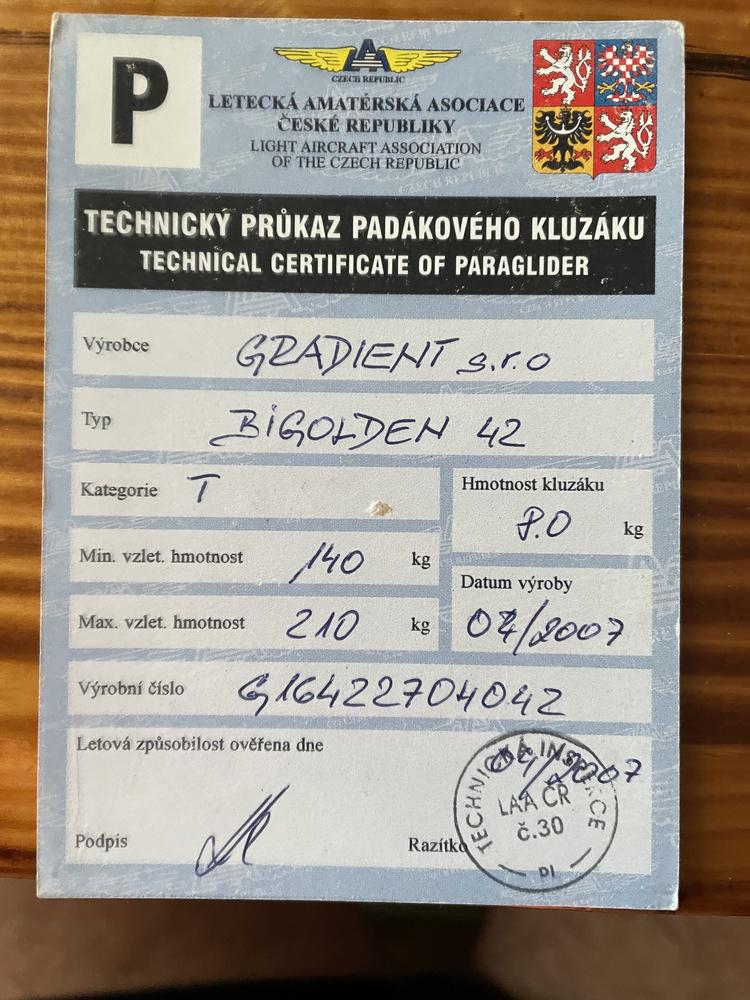 P
CZECH REPUBLIC
LETECKÁ AMATÉRSKÁ ASOCIACE
ČESKÉ REPUBLIKY
LIGHT AIRCRAFT ASSOCIATION
OF THE CZECH REPUBLIC
TECHNICKÝ PRŮKAZ PADÁKOVÉHO KLUZÁKU
TECHNICAL CERTIFICATE OF PARAGLIDER
Výrobce GRADIENT s.r.o
Typ BiGOLDEN 42
Kategorie T
Hmotnost kluzáku
8.0 kg
Min. vzlet. hmotnost 140 kg
Datum výroby
04/2007
Max. vzlet. hmotnost 210 kg
Výrobní číslo G16422704042
Letová způsobilost ověřena dne 04/2007
TECHNICKÁ INSPEKCE
LAA ČR
č.30
PI
Podpis
Razítko